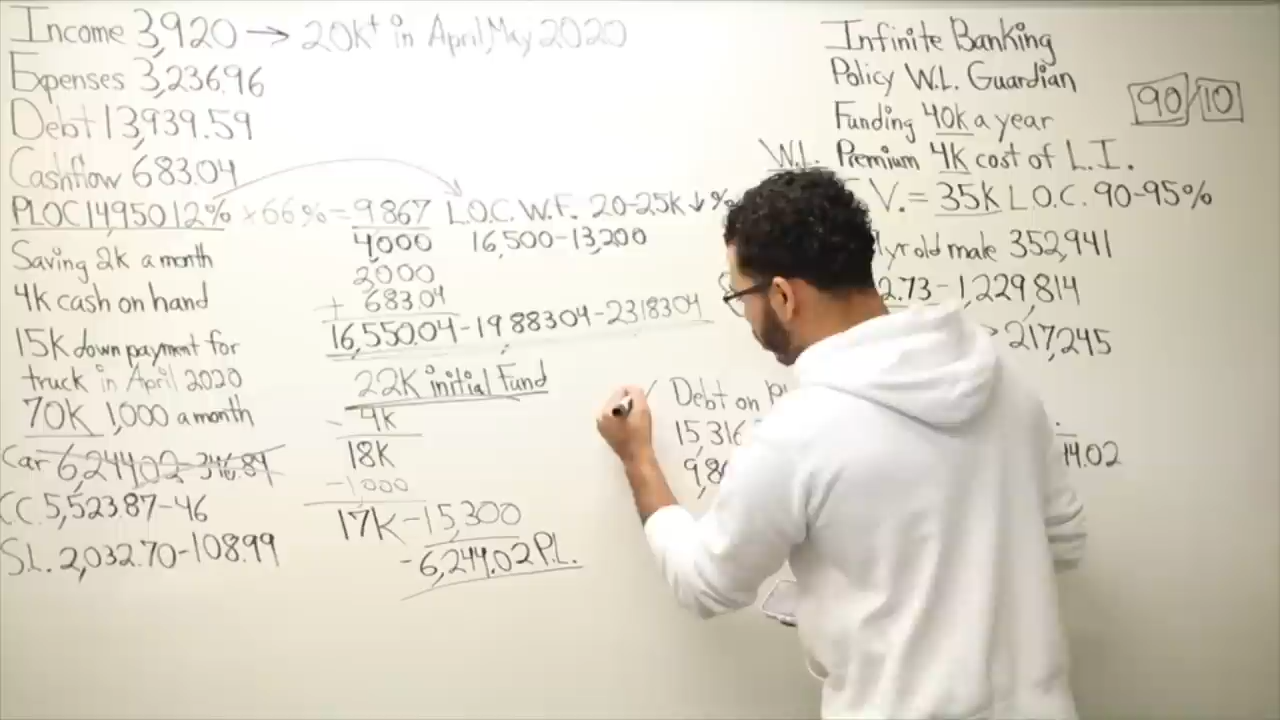 Income 3,920 → 20K+ in April, May 2020
Expenses 3,236.96
Debt 13,939.59
Cashflow 683.04
PLOC 14,950 12% × 66% = 9,867 L.O.C. W.F. 20-25K ↓ %
4000 16,500-13,200
2000
+ 683.04
16,550.04-19,883.04-23,183.04
Saving 2K a month
4K cash on hand
15K down payment for
truck in April 2020
70K 1,000 a month
Car 6,244.02-346.84
CC. 5,523.87-46
S.L. 2,032.70-108.99
22K initial Fund
- 4K
18K
-1,000
17K-15,300
-6,244.02 P.L.
Infinite Banking
Policy W.L. Guardian
90/10
Funding 40K a year
W.L. Premium 4K cost of L.I.
V. = 35K L.O.C. 90-95%
yr old male 352,941
2.73-1,229,814
217,245
Debt on
15,316
14.02